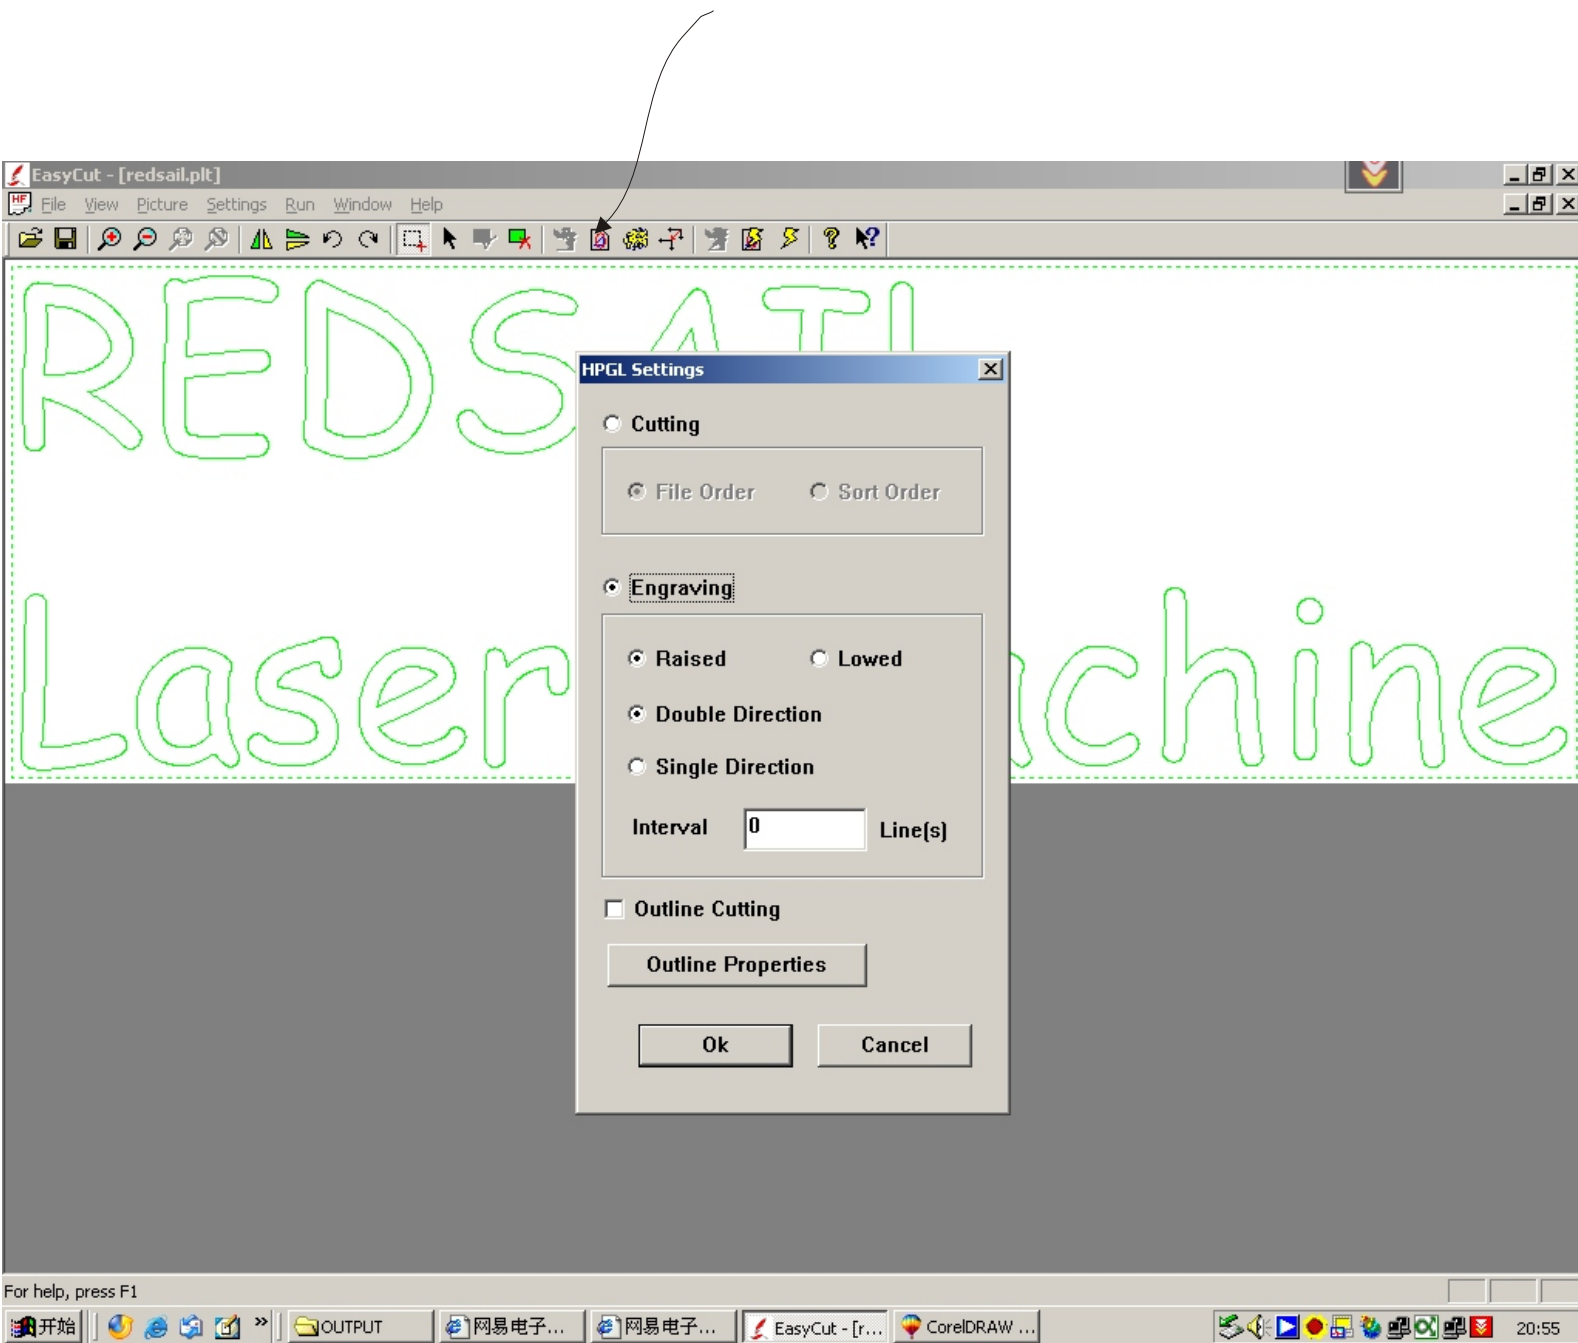 EasyCut - [redsail.plt]
File View Picture Settings Run Window Help
REDSAIL
HPGL Settings
Cutting
File Order Sort Order
Engraving
Raised Lowed
Double Direction
Single Direction
Interval 0 Line(s)
Outline Cutting
Outline Properties
Ok Cancel
Laser achine
For help, press F1
开始 OUTPUT 网易电子... 网易电子... EasyCut - [r... CorelDRAW ... 20:55